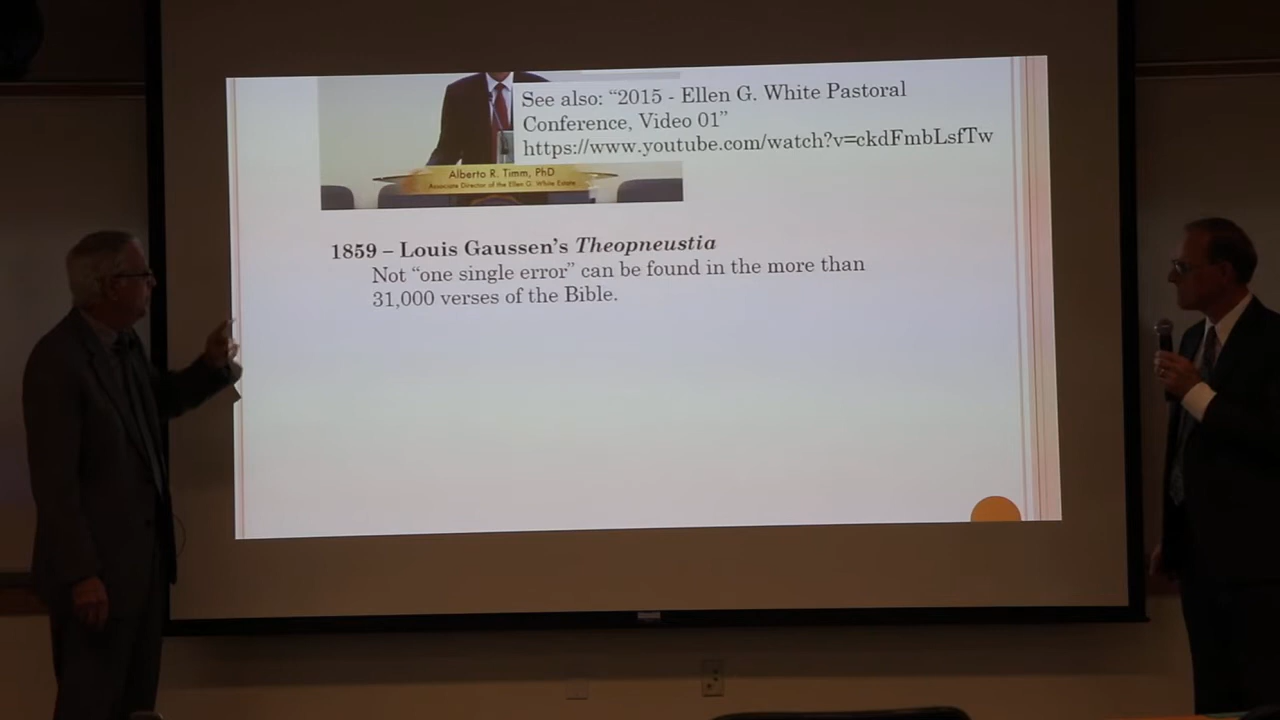 See also: “2015 - Ellen G. White Pastoral
Conference, Video 01”
https://www.youtube.com/watch?v=ckdFmbLsfTw
Alberto R. Timm, PhD
Associate Director of the Ellen G. White Estate
1859 – Louis Gaussen’s Theopneustia
Not “one single error” can be found in the more than
31,000 verses of the Bible.